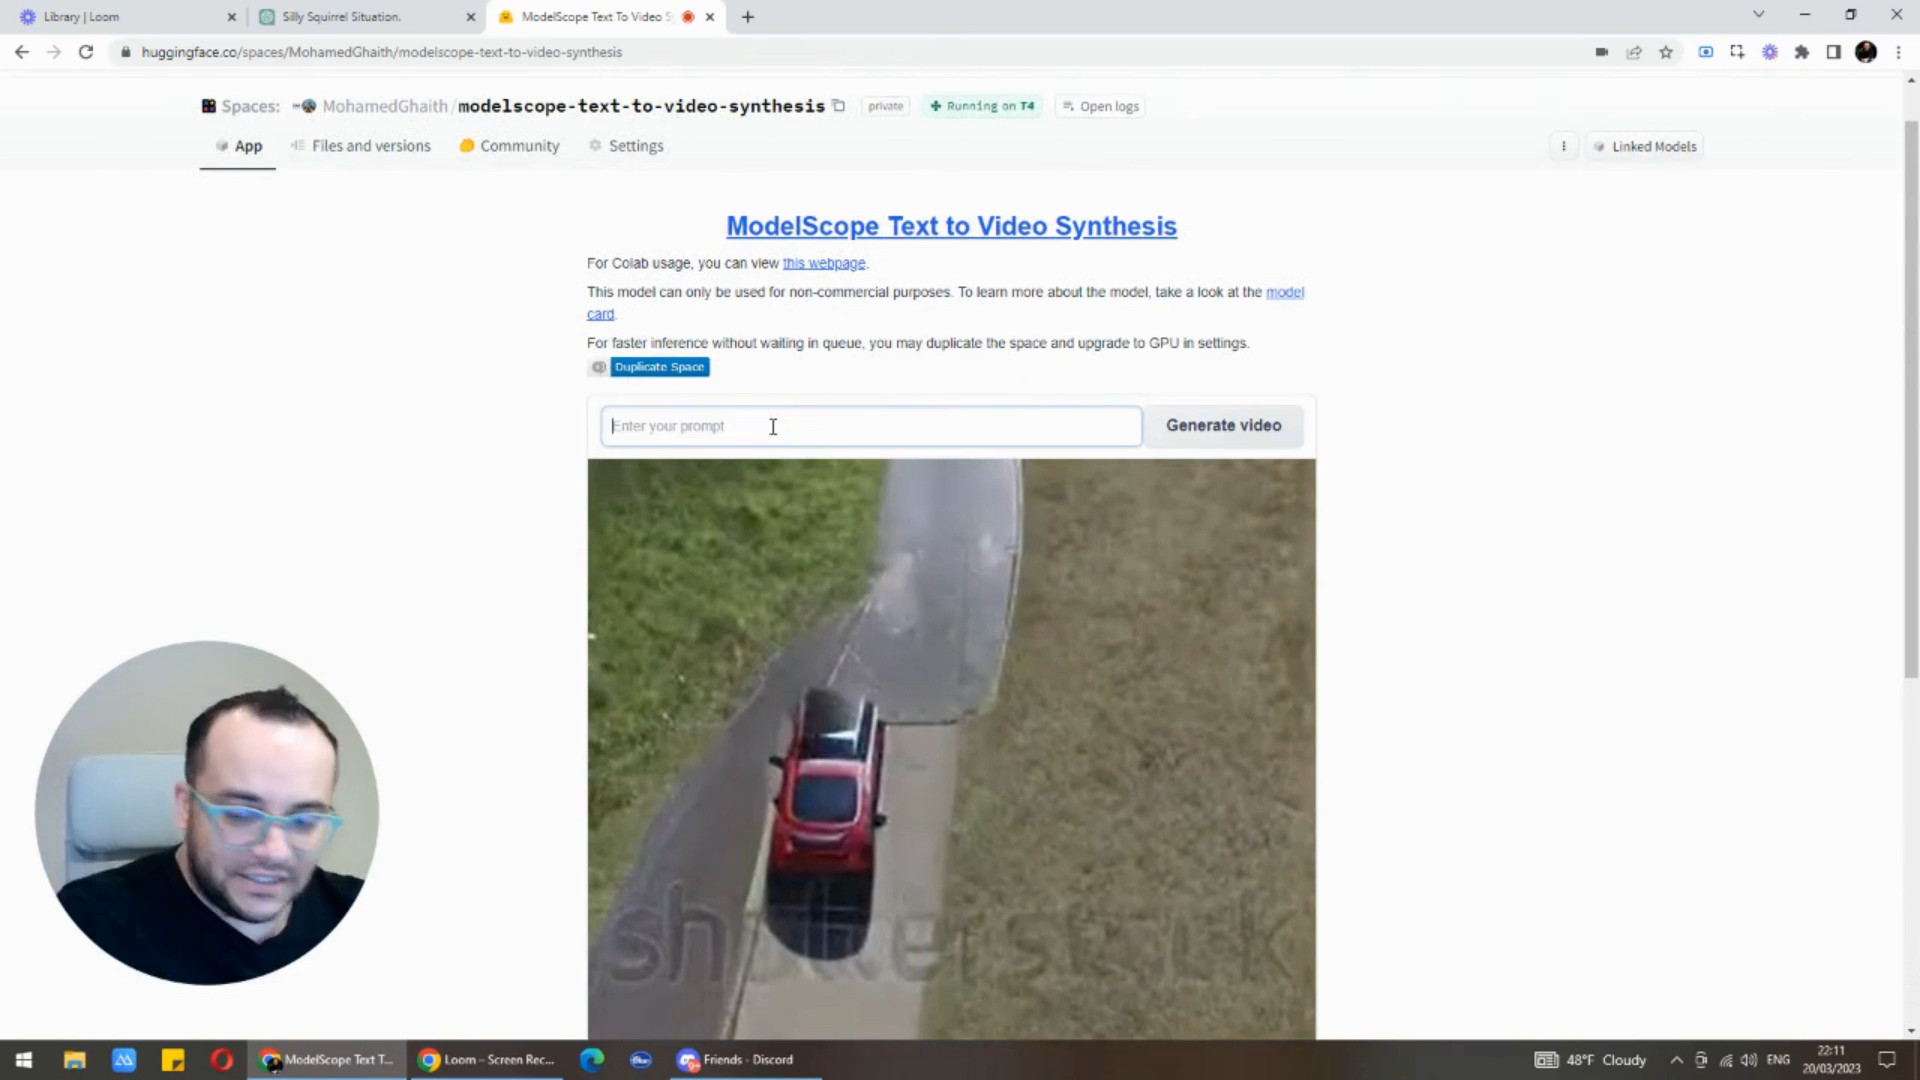 Library | Loom
Silly Squirrel Situation.
ModelScope Text To Video S
huggingface.co/spaces/MohamedGhaith/modelscope-text-to-video-synthesis
Spaces: MohamedGhaith/modelscope-text-to-video-synthesis private Running on T4 Open logs
App Files and versions Community Settings Linked Models
ModelScope Text to Video Synthesis
For Colab usage, you can view this webpage.
This model can only be used for non-commercial purposes. To learn more about the model, take a look at the model
card.
For faster inference without waiting in queue, you may duplicate the space and upgrade to GPU in settings.
Duplicate Space
Enter your prompt Generate video
ModelScope Text T...
Loom – Screen Rec...
Friends - Discord
48°F Cloudy
ENG
22:11
20/03/2023